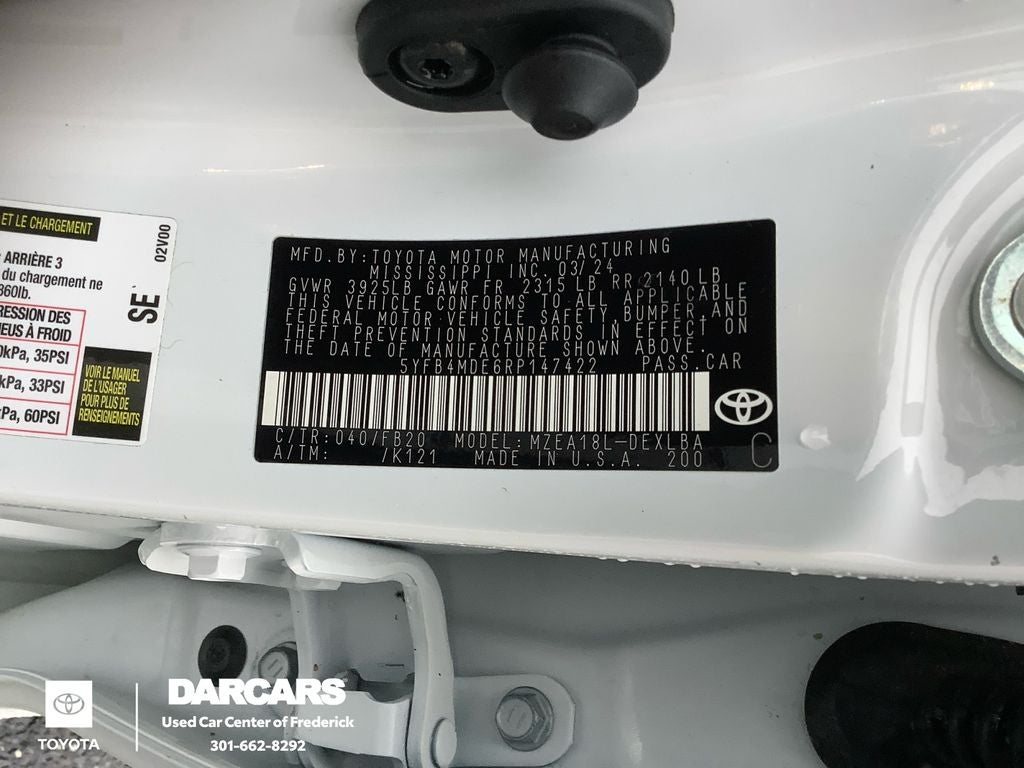 ET LE CHARGEMENT
ARRIÈRE 3
du chargement ne
860lb.
RESSION DES
NEUS À FROID
0kPa, 35PSI
kPa, 33PSI
kPa, 60PSI
02V00
SE
VOIR LE MANUEL
DE L'USAGER
POUR PLUS DE
RENSEIGNEMENTS
MFD. BY: TOYOTA MOTOR MANUFACTURING
MISSISSIPPI INC. 03/24
GVWR 3925LB GAWR FR 2315 LB RR 2140 LB
THIS VEHICLE CONFORMS TO ALL APPLICABLE
FEDERAL MOTOR VEHICLE SAFETY, BUMPER, AND
THEFT PREVENTION STANDARDS IN EFFECT ON
THE DATE OF MANUFACTURE SHOWN ABOVE.
5YFB4MDE6RP147422 PASS. CAR
C/TR: 040/FB20 MODEL: MZEA18L-DEXLBA
A/TM: /K121 MADE IN U.S.A. 200 C
TOYOTA
DARCARS
Used Car Center of Frederick
301-662-8292